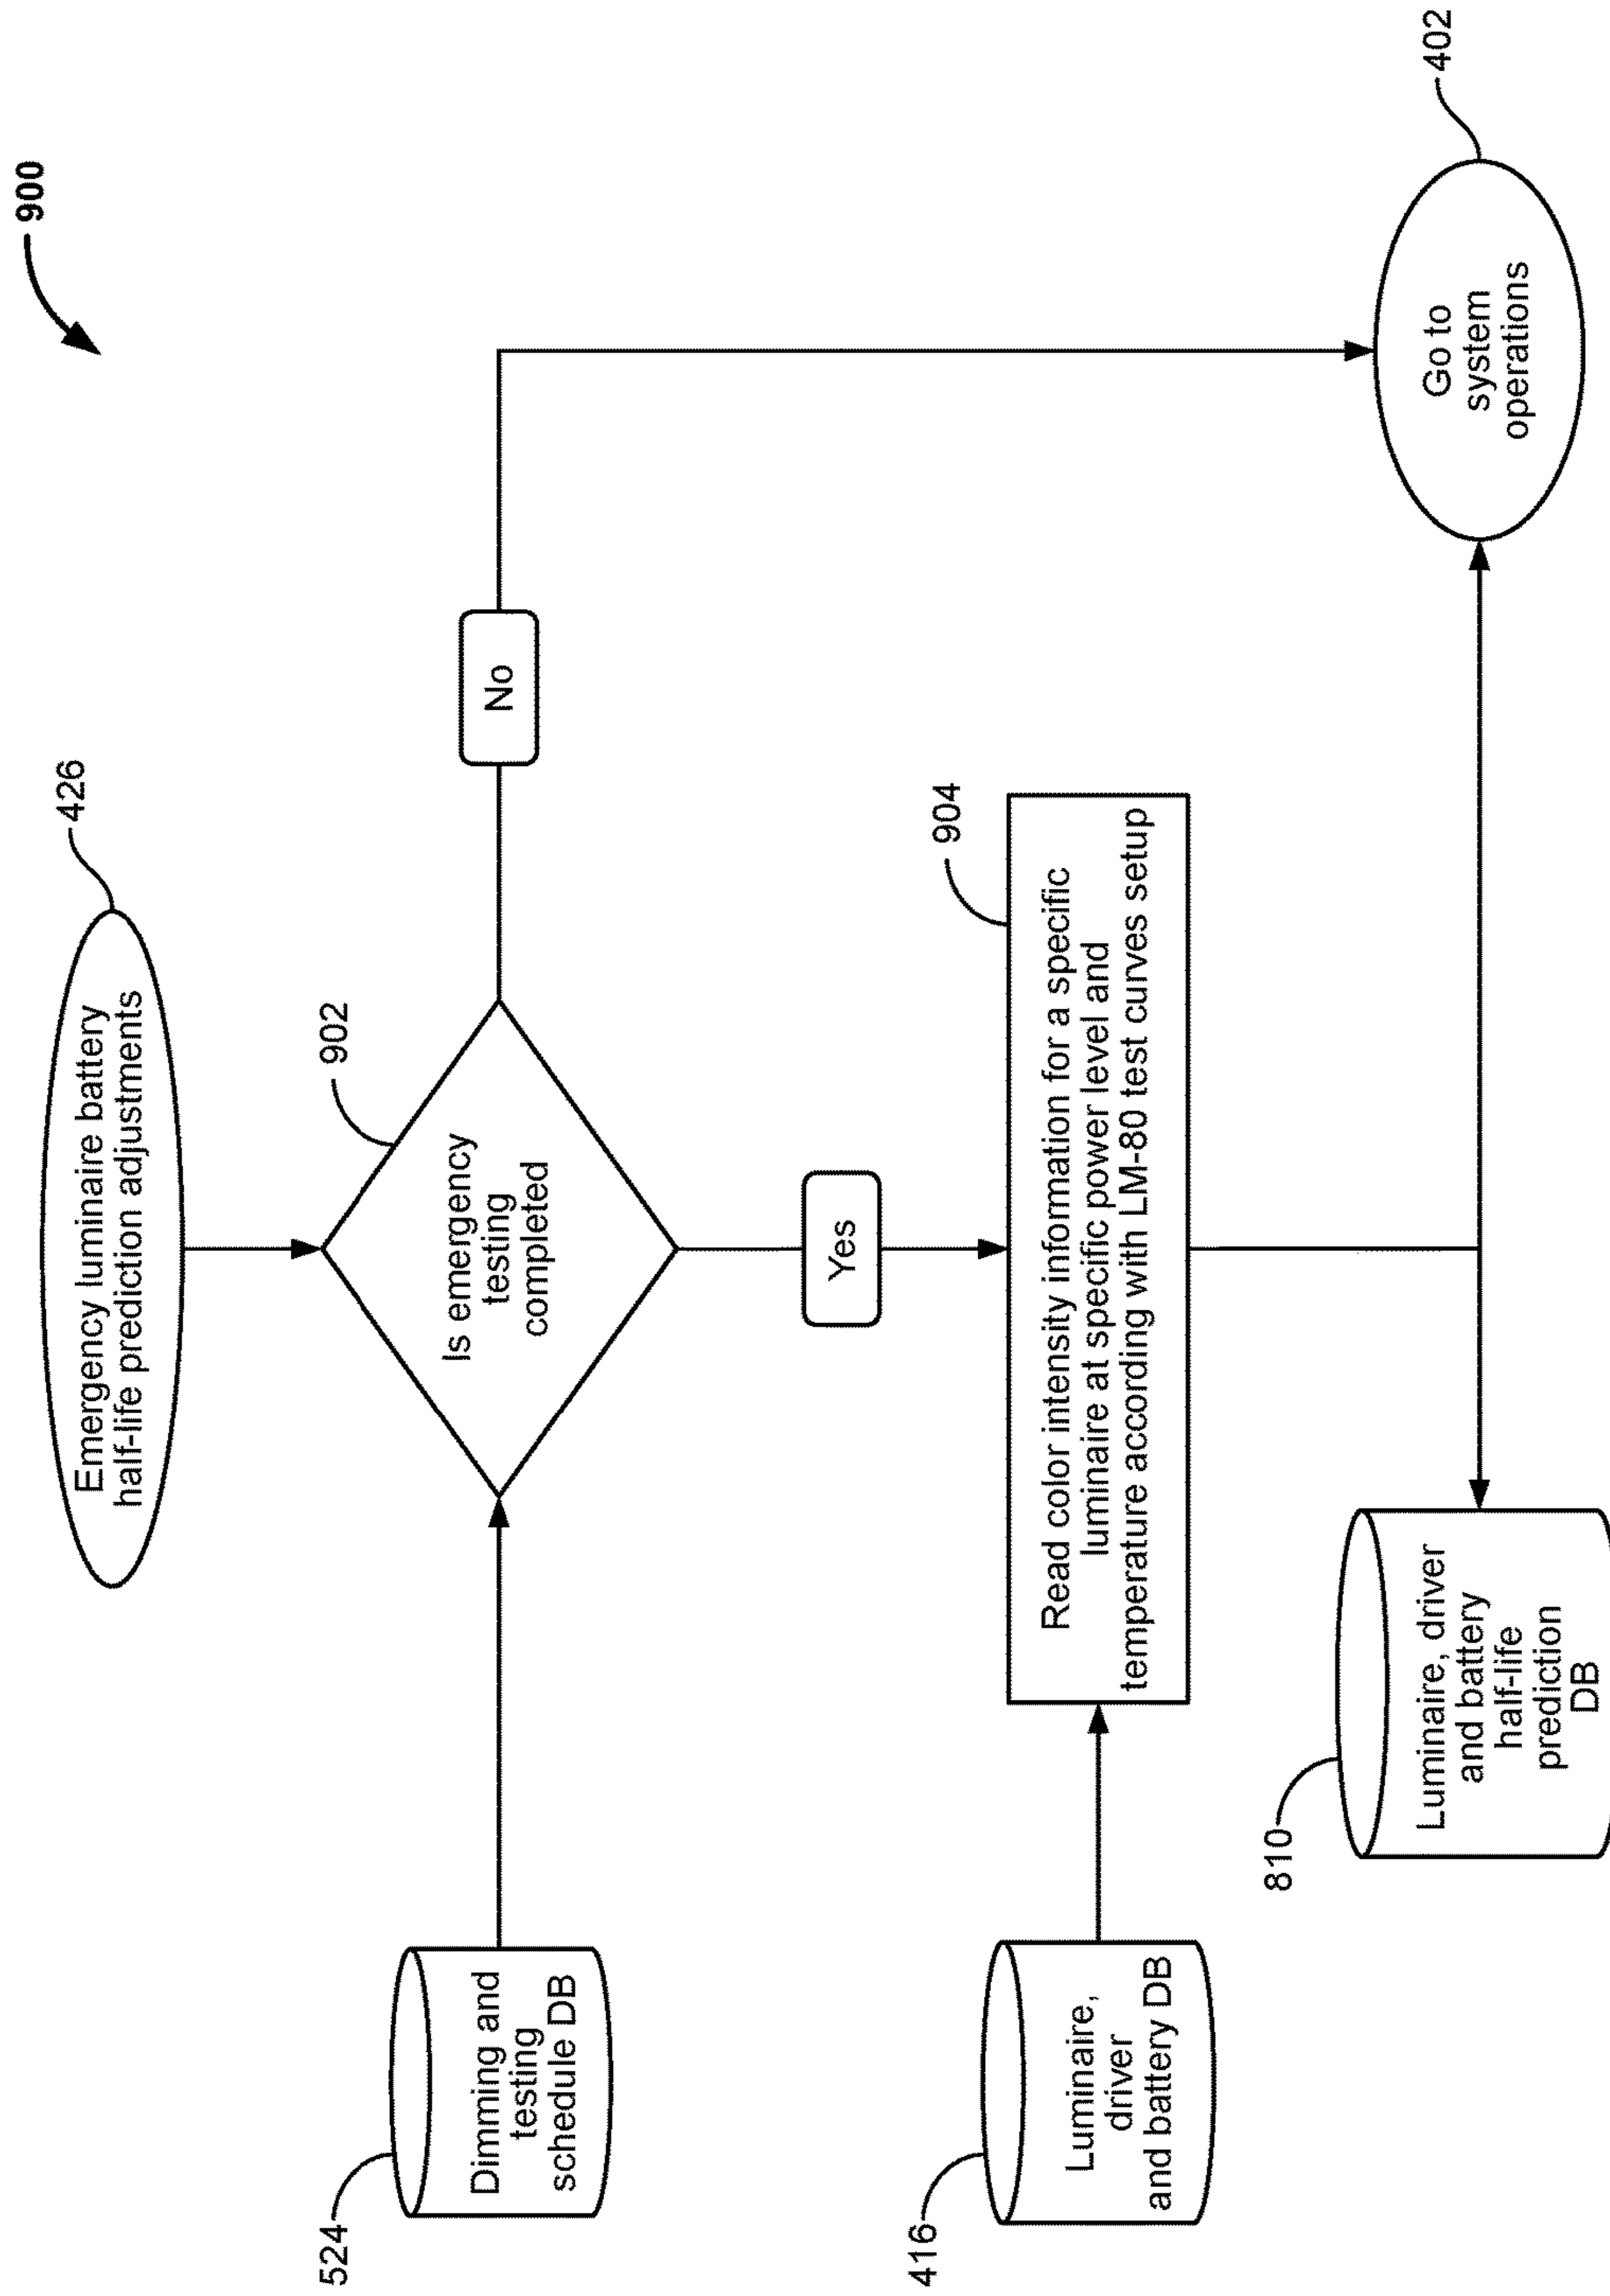 900
Emergency luminaire battery
half-life prediction adjustments
426
524
Dimming and
testing
schedule DB
902
Is emergency
testing
completed
No
Yes
416
Luminaire,
driver
and battery DB
904
Read color intensity information for a specific
luminaire at specific power level and
temperature according with LM-80 test curves setup
810
Luminaire, driver
and battery
half-life
prediction
DB
402
Go to
system
operations